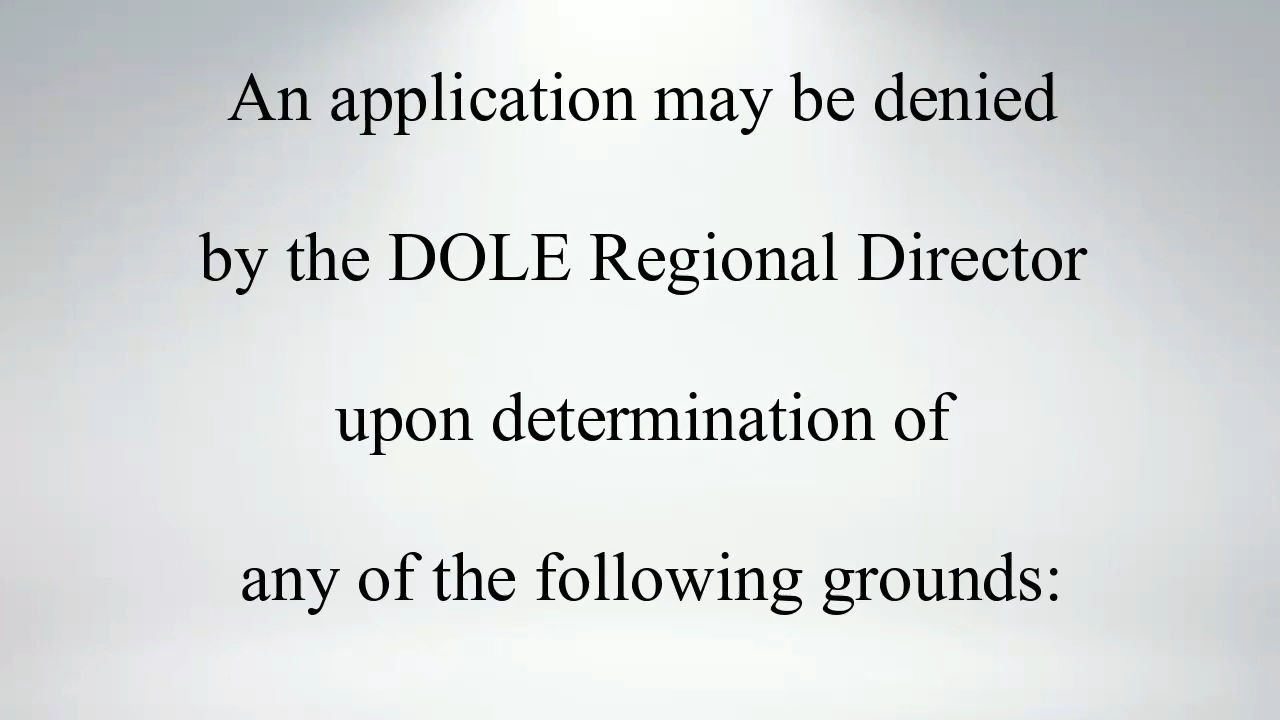 An application may be denied
by the DOLE Regional Director
upon determination of
any of the following grounds: